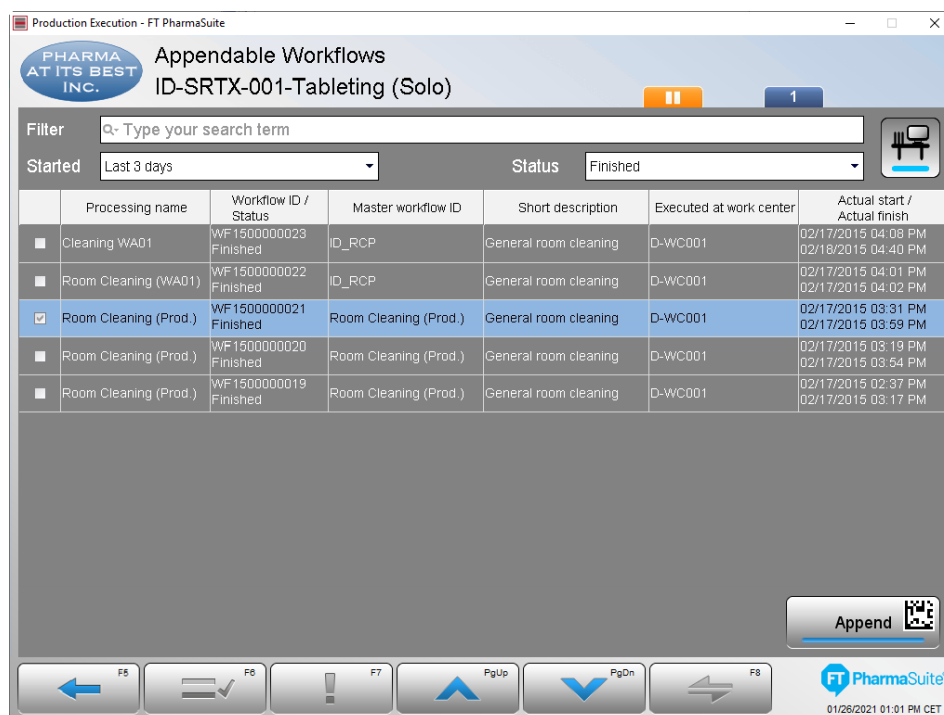 Production Execution - FT PharmaSuite
PHARMA
AT ITS BEST
INC.
Appendable Workflows
ID-SRTX-001-Tableting (Solo)
1
Filter
Type your search term
Started
Last 3 days
Status
Finished
Processing name
Workflow ID /
Status
Master workflow ID
Short description
Executed at work center
Actual start /
Actual finish
Cleaning WA01
WF1500000023
Finished
ID_RCP
General room cleaning
D-WC001
02/17/2015 04:08 PM
02/18/2015 04:40 PM
Room Cleaning (WA01)
WF1500000022
Finished
ID_RCP
General room cleaning
D-WC001
02/17/2015 04:01 PM
02/17/2015 04:02 PM
Room Cleaning (Prod.)
WF1500000021
Finished
Room Cleaning (Prod.)
General room cleaning
D-WC001
02/17/2015 03:31 PM
02/17/2015 03:59 PM
Room Cleaning (Prod.)
WF1500000020
Finished
Room Cleaning (Prod.)
General room cleaning
D-WC001
02/17/2015 03:19 PM
02/17/2015 03:54 PM
Room Cleaning (Prod.)
WF1500000019
Finished
Room Cleaning (Prod.)
General room cleaning
D-WC001
02/17/2015 02:37 PM
02/17/2015 03:17 PM
Append
F5
F6
F7
PgUp
PgDn
F8
FT PharmaSuite
01/26/2021 01:01 PM CET